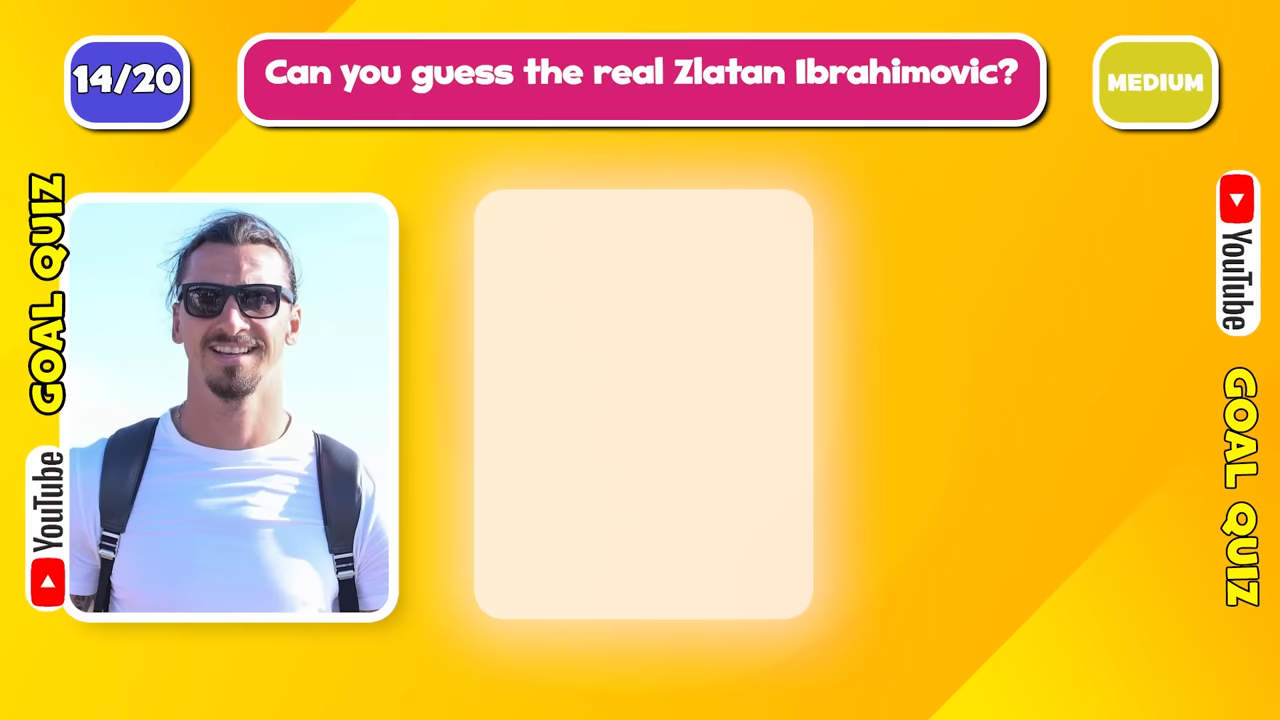 14/20
Can you guess the real Zlatan Ibrahimovic?
MEDIUM
GOAL QUIZ
YouTube
YouTube
GOAL QUIZ